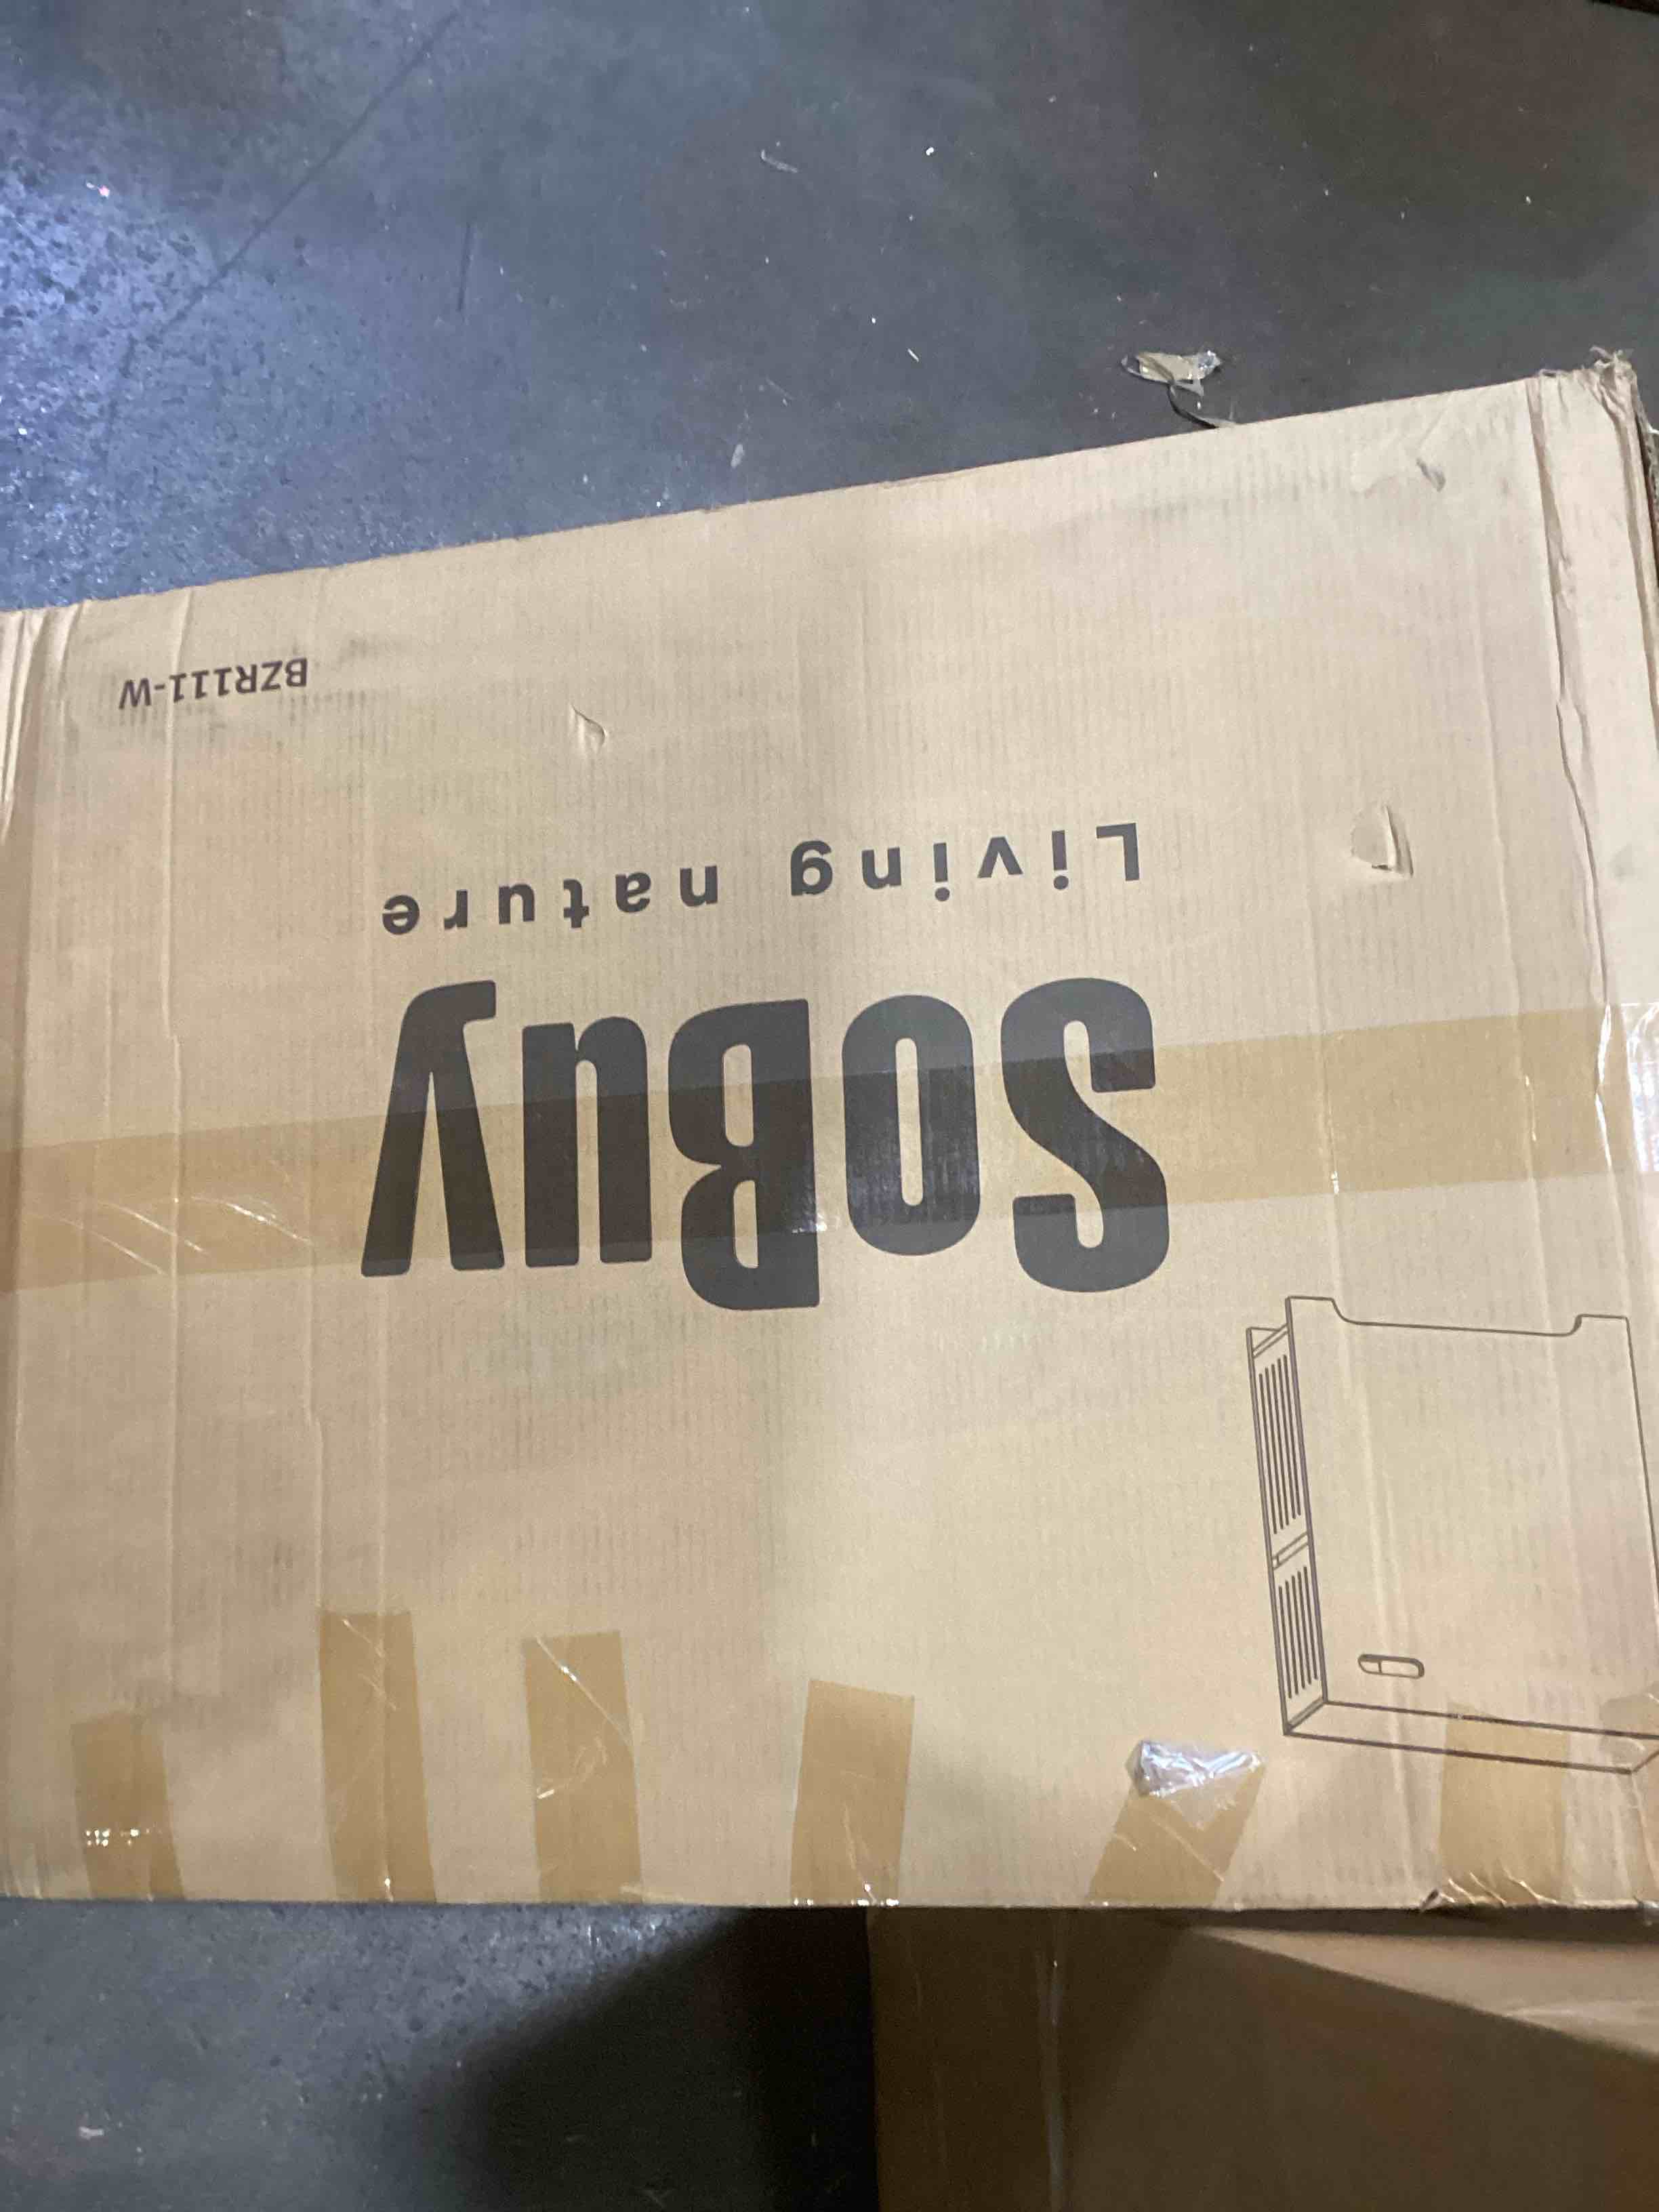 SoBuy
Living nature
BZR111-W